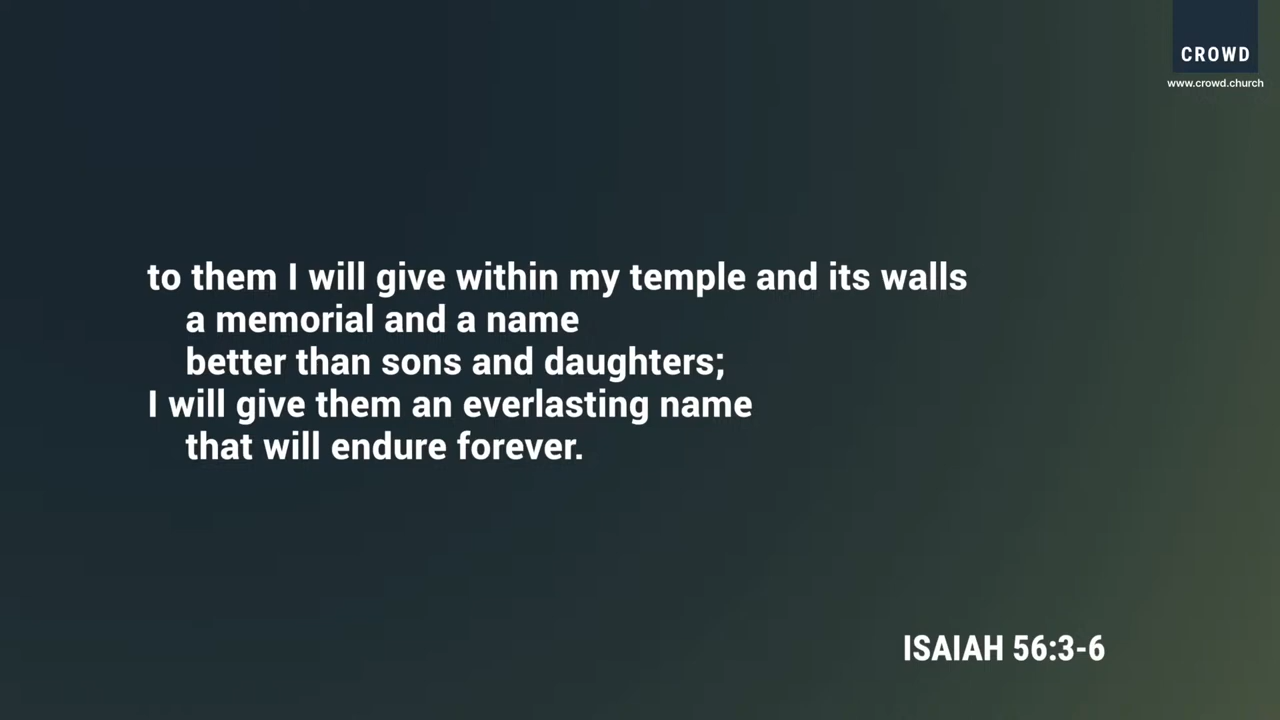 CROWD
www.crowd.church
to them I will give within my temple and its walls
a memorial and a name
better than sons and daughters;
I will give them an everlasting name
that will endure forever.
ISAIAH 56:3-6